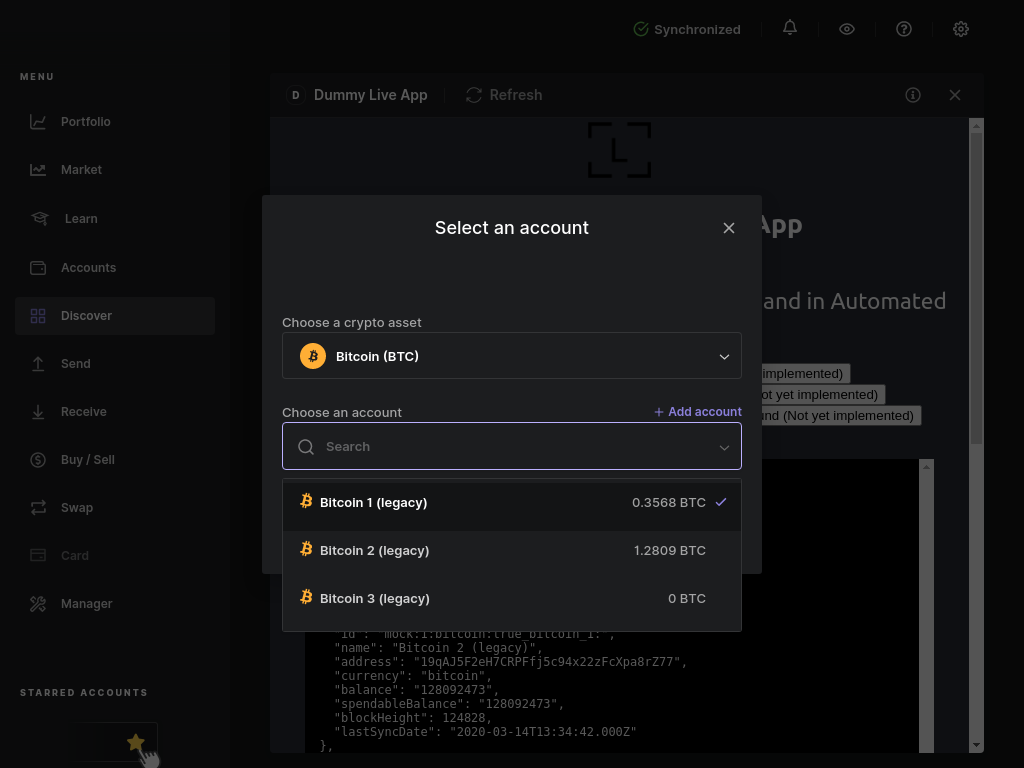 Synchronized
MENU
Portfolio
Market
Learn
Accounts
Discover
Send
Receive
Buy / Sell
Swap
Card
Manager
STARRED ACCOUNTS
D Dummy Live App
Refresh
L
App
and in Automated
implemented)
ot yet implemented)
und (Not yet implemented)
Select an account
Choose a crypto asset
Bitcoin (BTC)
Choose an account
+ Add account
Search
Bitcoin 1 (legacy) 0.3568 BTC
Bitcoin 2 (legacy) 1.2809 BTC
Bitcoin 3 (legacy) 0 BTC
"id": "mock:1:bitcoin:true_bitcoin_1:",
"name": "Bitcoin 2 (legacy)",
"address": "19qAJ5F2eH7CRPFfj5c94x22zFcXpa8rZ77",
"currency": "bitcoin",
"balance": "128092473",
"spendableBalance": "128092473",
"blockHeight": 124828,
"lastSyncDate": "2020-03-14T13:34:42.000Z"
},